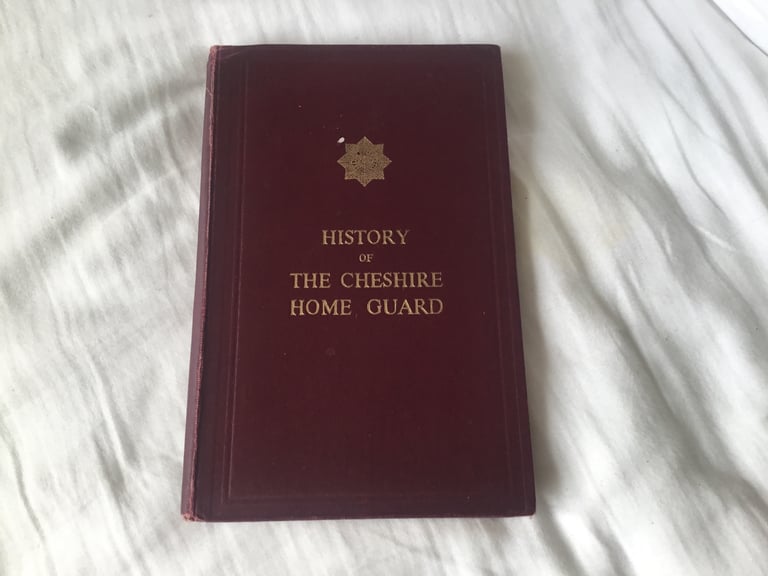 HISTORY
OF
THE CHESHIRE
HOME GUARD